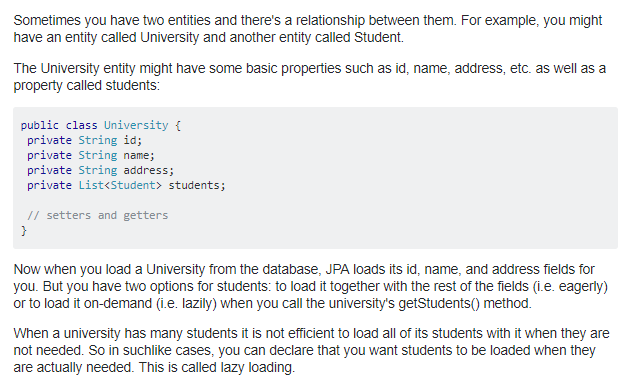 Sometimes you have two entities and there's a relationship between them. For example, you might
have an entity called University and another entity called Student.
The University entity might have some basic properties such as id, name, address, etc. as well as a
property called students:
public class University {
 private String id;
 private String name;
 private String address;
 private List<Student> students;
 // setters and getters
}
Now when you load a University from the database, JPA loads its id, name, and address fields for
you. But you have two options for students: to load it together with the rest of the fields (i.e. eagerly)
or to load it on-demand (i.e. lazily) when you call the university's getStudents() method.
When a university has many students it is not efficient to load all of its students with it when they are
not needed. So in suchlike cases, you can declare that you want students to be loaded when they
are actually needed. This is called lazy loading.